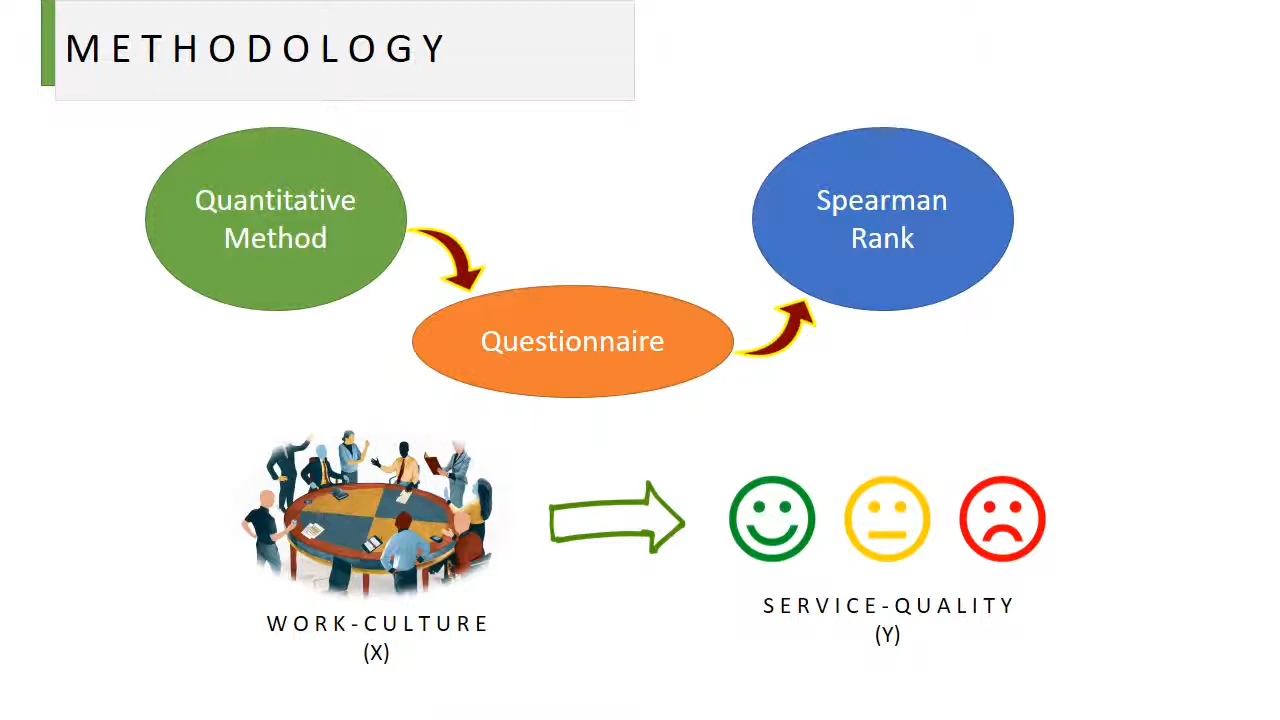 METHODOLOGY
Quantitative
Method
Spearman
Rank
Questionnaire
WORK-CULTURE
(X)
SERVICE-QUALITY
(Y)